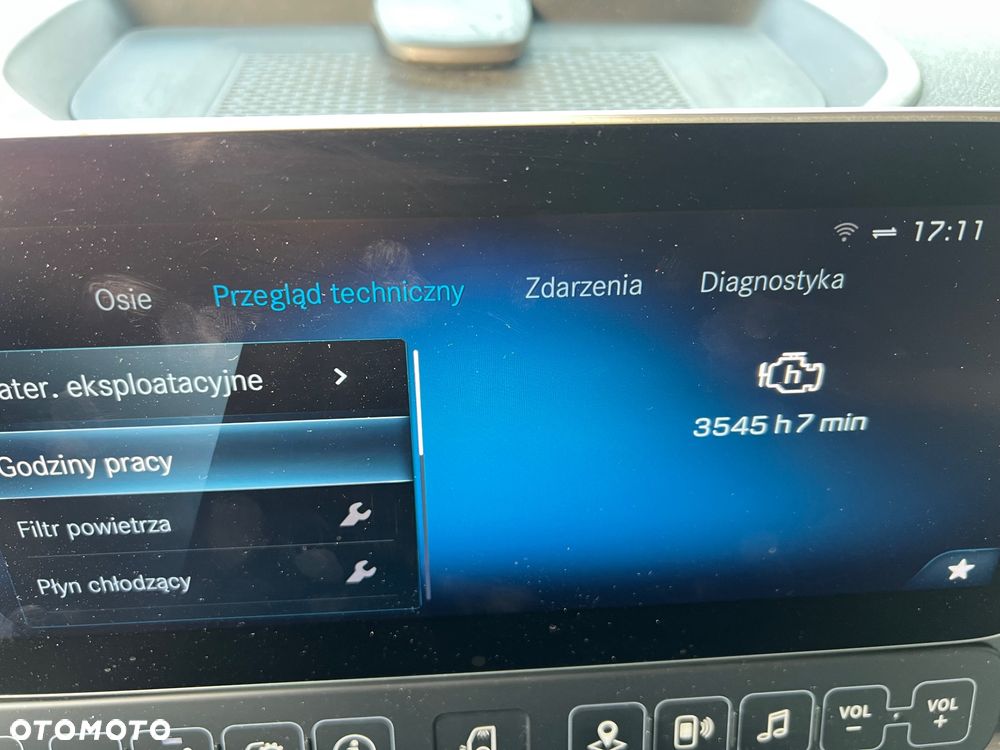 17:11
Osie
Przegląd techniczny
Zdarzenia
Diagnostyka
ater. eksploatacyjne
h
3545 h 7 min
Godziny pracy
Filtr powietrza
Płyn chłodzący
VOL
−
VOL
+
OTOMOTO